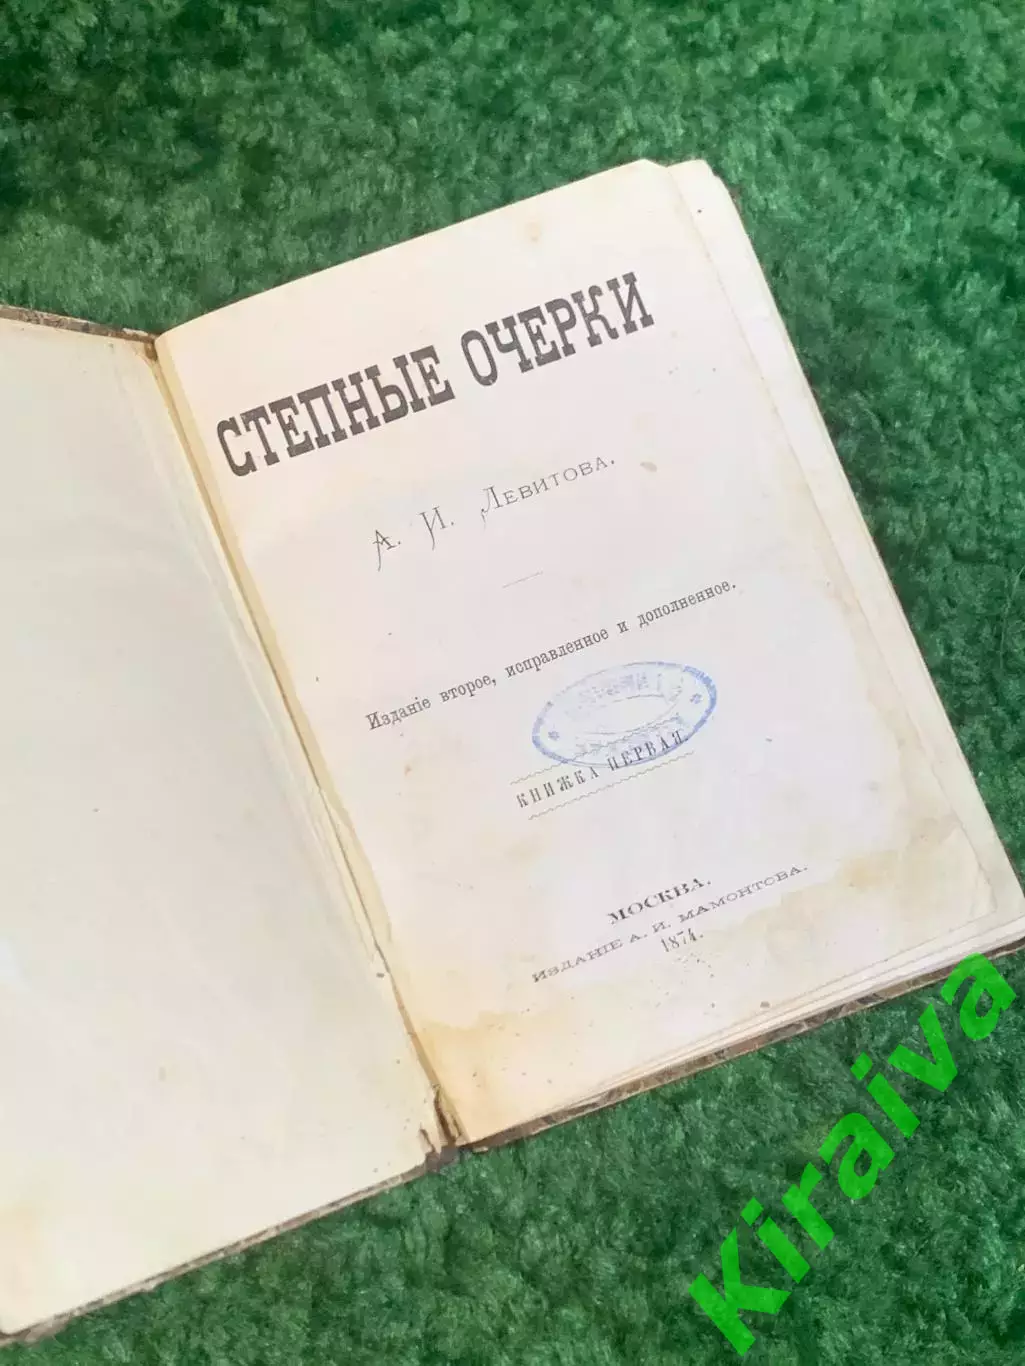 СТЕПНЫЕ ОЧЕРКИ
А. И. ЛЕВИТОВА.
Изданіе второе, исправленное и дополненное.
КНИЖКА ПЕРВАЯ.
МОСКВА.
ИЗДАНІЕ А. И. МАМОНТОВА.
1874.
Kiraiva